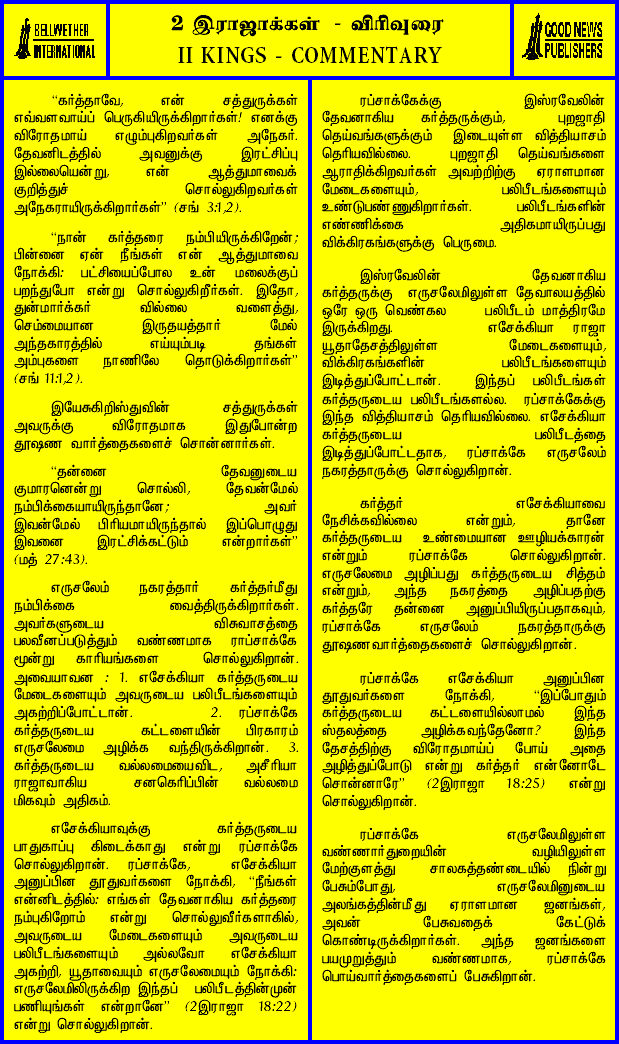 BELLWETHER
INTERNATIONAL
2 இராஜாக்கள் - விரிவுரை
II KINGS - COMMENTARY
GOOD NEWS
PUBLISHERS
“கர்த்தாவே, என் சத்துருக்கள்
எவ்வளவாய்ப் பெருகியிருக்கிறார்கள்! எனக்கு
விரோதமாய் எழும்புகிறவர்கள் அநேகர்.
தேவனிடத்தில் அவனுக்கு இரட்சிப்பு
இல்லையென்று, என் ஆத்துமாவைக்
குறித்துச் சொல்லுகிறவர்கள்
அநேகராயிருக்கிறார்கள்” (சங் 3:1,2).
“நான் கர்த்தரை நம்பியிருக்கிறேன்;
பின்னை ஏன் நீங்கள் என் ஆத்துமாவை
நோக்கி: பட்சியைப்போல உன் மலைக்குப்
பறந்துபோ என்று சொல்லுகிறீர்கள். இதோ,
துன்மார்க்கர் வில்லை வளைத்து,
செம்மையான இருதயத்தார் மேல்
அந்தகாரத்தில் எய்யும்படி தங்கள்
அம்புகளை நாணிலே தொடுக்கிறார்கள்”
(சங் 11:1,2).
இயேசுகிறிஸ்துவின் சத்துருக்கள்
அவருக்கு விரோதமாக இதுபோன்ற
தூஷண வார்த்தைகளைச் சொன்னார்கள்.
“தன்னை தேவனுடைய
குமாரனென்று சொல்லி, தேவன்மேல்
நம்பிக்கையாயிருந்தானே; அவர்
இவன்மேல் பிரியமாயிருந்தால் இப்பொழுது
இவனை இரட்சிக்கட்டும் என்றார்கள்”
(மத் 27:43).
எருசலேம் நகரத்தார் கர்த்தர்மீது
நம்பிக்கை வைத்திருக்கிறார்கள்.
அவர்களுடைய விசுவாசத்தை
பலவீனப்படுத்தும் வண்ணமாக ராப்சாக்கே
மூன்று காரியங்களை சொல்லுகிறான்.
அவையாவன : 1. எசேக்கியா கர்த்தருடைய
மேடைகளையும் அவருடைய பலிபீடங்களையும்
அகற்றிப்போட்டான். 2. ரப்சாக்கே
கர்த்தருடைய கட்டளையின் பிரகாரம்
எருசலேமை அழிக்க வந்திருக்கிறான். 3.
கர்த்தருடைய வல்லமையைவிட, அசீரியா
ராஜாவாகிய சனகெரிப்பின் வல்லமை
மிகவும் அதிகம்.
எசேக்கியாவுக்கு கர்த்தருடைய
பாதுகாப்பு கிடைக்காது என்று ரப்சாக்கே
சொல்லுகிறான். ரப்சாக்கே, எசேக்கியா
அனுப்பின தூதுவர்களை நோக்கி, “நீங்கள்
என்னிடத்தில்: எங்கள் தேவனாகிய கர்த்தரை
நம்புகிறோம் என்று சொல்லுவீர்களாகில்,
அவருடைய மேடைகளையும் அவருடைய
பலிபீடங்களையும் அல்லவோ எசேக்கியா
அகற்றி, யூதாவையும் எருசலேமையும் நோக்கி:
எருசலேமிலிருக்கிற இந்தப் பலிபீடத்தின்முன்
பணியுங்கள் என்றானே” (2இராஜா 18:22)
என்று சொல்லுகிறான்.
ரப்சாக்கேக்கு இஸ்ரவேலின்
தேவனாகிய கர்த்தருக்கும், புறஜாதி
தெய்வங்களுக்கும் இடையுள்ள வித்தியாசம்
தெரியவில்லை. புறஜாதி தெய்வங்களை
ஆராதிக்கிறவர்கள் அவற்றிற்கு ஏராளமான
மேடைகளையும், பலிபீடங்களையும்
உண்டுபண்ணுகிறார்கள். பலிபீடங்களின்
எண்ணிக்கை அதிகமாயிருப்பது
விக்கிரகங்களுக்கு பெருமை.
இஸ்ரவேலின் தேவனாகிய
கர்த்தருக்கு எருசலேமிலுள்ள தேவாலயத்தில்
ஒரே ஒரு வெண்கல பலிபீடம் மாத்திரமே
இருக்கிறது. எசேக்கியா ராஜா
யூதாதேசத்திலுள்ள மேடைகளையும்,
விக்கிரகங்களின் பலிபீடங்களையும்
இடித்துப்போட்டான். இந்தப் பலிபீடங்கள்
கர்த்தருடைய பலிபீடங்களல்ல. ரப்சாக்கேக்கு
இந்த வித்தியாசம் தெரியவில்லை. எசேக்கியா
கர்த்தருடைய பலிபீடத்தை
இடித்துப்போட்டதாக, ரப்சாக்கே எருசலேம்
நகரத்தாருக்கு சொல்லுகிறான்.
கர்த்தர் எசேக்கியாவை
நேசிக்கவில்லை என்றும், தானே
கர்த்தருடைய உண்மையான ஊழியக்காரன்
என்றும் ரப்சாக்கே சொல்லுகிறான்.
எருசலேமை அழிப்பது கர்த்தருடைய சித்தம்
என்றும், அந்த நகரத்தை அழிப்பதற்கு
கர்த்தரே தன்னை அனுப்பியிருப்பதாகவும்,
ரப்சாக்கே எருசலேம் நகரத்தாருக்கு
தூஷணவார்த்தைகளைச் சொல்லுகிறான்.
ரப்சாக்கே எசேக்கியா அனுப்பின
தூதுவர்களை நோக்கி, “இப்போதும்
கர்த்தருடைய கட்டளையில்லாமல் இந்த
ஸ்தலத்தை அழிக்கவந்தேனோ? இந்த
தேசத்திற்கு விரோதமாய்ப் போய் அதை
அழித்துப்போடு என்று கர்த்தர் என்னோடே
சொன்னாரே” (2இராஜா 18:25) என்று
சொல்லுகிறான்.
ரப்சாக்கே எருசலேமிலுள்ள
வண்ணார்துறையின் வழியிலுள்ள
மேற்குளத்து சாலகத்தண்டையில் நின்று
பேசும்போது, எருசலேமினுடைய
அலங்கத்தின்மீது ஏராளமான ஜனங்கள்,
அவன் பேசுவதைக் கேட்டுக்
கொண்டிருக்கிறார்கள். அந்த ஜனங்களை
பயமுறுத்தும் வண்ணமாக, ரப்சாக்கே
பொய்வார்த்தைகளைப் பேசுகிறான்.